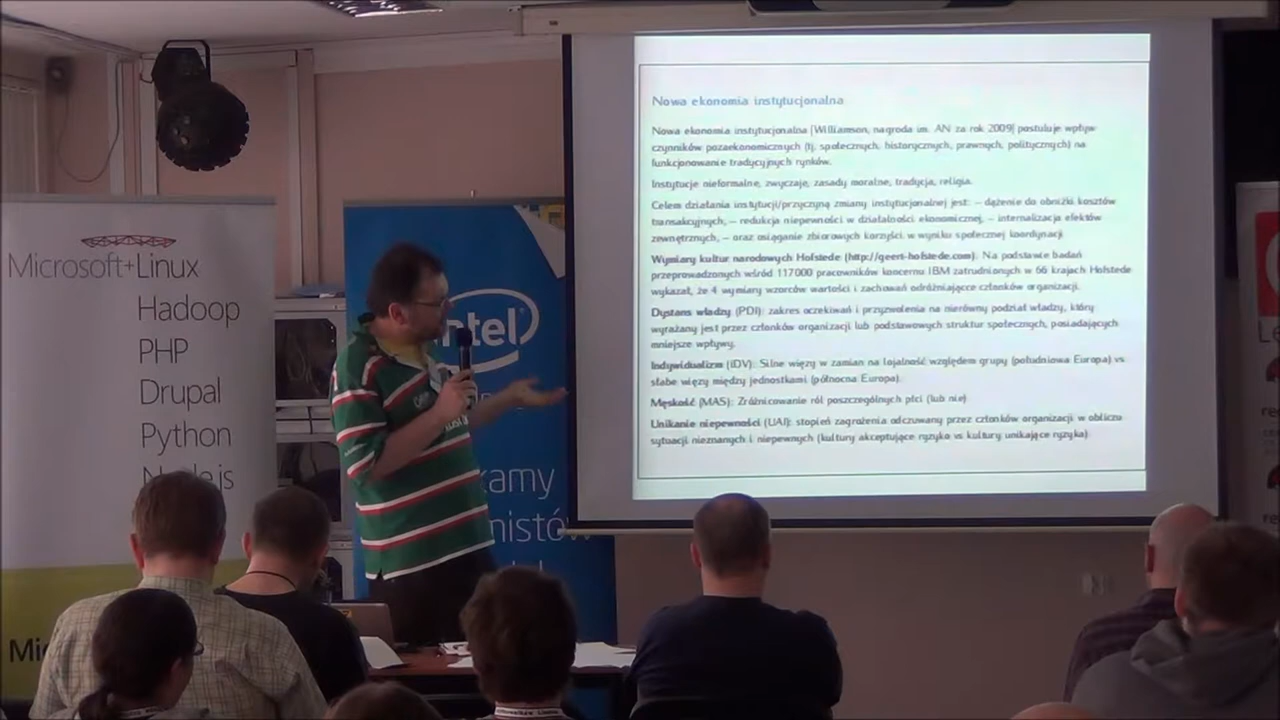 Microsoft+Linux
Hadoop
PHP
Drupal
Python
Node.js
intel
kamy
Nowa ekonomia instytucjonalna
Nowa ekonomia instytucjonalna [Williamson, nagroda im. AN za rok 2009] postuluje wpływ
czynników pozaekonomicznych (tj. społecznych, historycznych, prawnych, politycznych) na
funkcjonowanie tradycyjnych rynków.
Instytucje nieformalne, zwyczaje, zasady moralne, tradycja, religia.
Celem działania instytucji/przyczyną zmiany instytucjonalnej jest: – dążenie do obniżki kosztów
transakcyjnych, – redukcja niepewności w działalności ekonomicznej, – internalizacja efektów
zewnętrznych, – oraz osiąganie zbiorowych korzyści w wyniku społecznej koordynacji
Wymiary kultur narodowych Hofstede (http://geert-hofstede.com). Na podstawie badań
przeprowadzonych wśród 117000 pracowników koncernu IBM zatrudnionych w 66 krajach Hofstede
wykazał, że 4 wymiary wzorców wartości i zachowań odróżniające członków organizacji.
Dystans władzy (PDI): zakres oczekiwań i przyzwolenia na nierówny podział władzy, który
wyrażany jest przez członków organizacji lub podstawowych struktur społecznych, posiadających
mniejsze wpływy.
Indywidualizm (IDV): Silne więzy w zamian na lojalność względem grupy (południowa Europa) vs
słabe więzy między jednostkami (północna Europa).
Męskość (MAS): Zróżnicowanie ról poszczególnych płci (lub nie)
Unikanie niepewności (UAI): stopień zagrożenia odczuwany przez członków organizacji w obliczu
sytuacji nieznanych i niepewnych (kultury akceptujące ryzyko vs kultury unikające ryzyka)